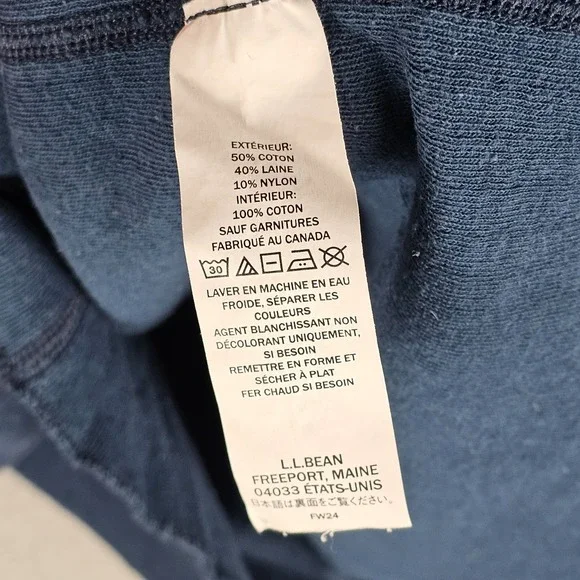 EXTÉRIEUR:
50% COTON
40% LAINE
10% NYLON
INTÉRIEUR:
100% COTON
SAUF GARNITURES
FABRIQUÉ AU CANADA
30
LAVER EN MACHINE EN EAU
FROIDE, SÉPARER LES
COULEURS
AGENT BLANCHISSANT NON
DÉCOLORANT UNIQUEMENT,
SI BESOIN
REMETTRE EN FORME ET
SÉCHER À PLAT
FER CHAUD SI BESOIN
L.L.BEAN
FREEPORT, MAINE
04033 ÉTATS-UNIS
日本語は裏面をご覧ください。
FW24